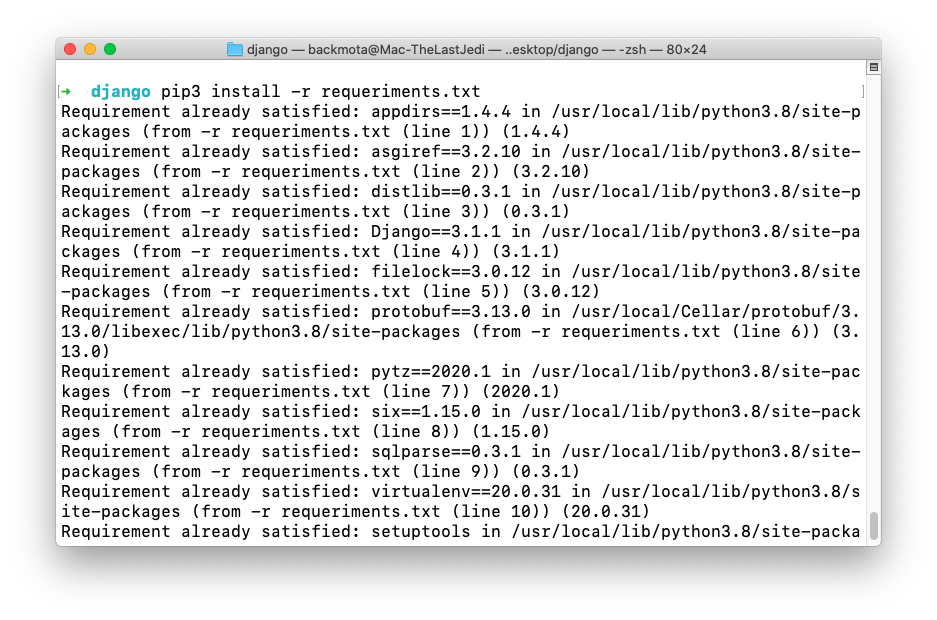 django — backmota@Mac-TheLastJedi — ..esktop/django — -zsh — 80×24
[➜  django pip3 install -r requeriments.txt ]
Requirement already satisfied: appdirs==1.4.4 in /usr/local/lib/python3.8/site-p
ackages (from -r requeriments.txt (line 1)) (1.4.4)
Requirement already satisfied: asgiref==3.2.10 in /usr/local/lib/python3.8/site-
packages (from -r requeriments.txt (line 2)) (3.2.10)
Requirement already satisfied: distlib==0.3.1 in /usr/local/lib/python3.8/site-p
ackages (from -r requeriments.txt (line 3)) (0.3.1)
Requirement already satisfied: Django==3.1.1 in /usr/local/lib/python3.8/site-pa
ckages (from -r requeriments.txt (line 4)) (3.1.1)
Requirement already satisfied: filelock==3.0.12 in /usr/local/lib/python3.8/site
-packages (from -r requeriments.txt (line 5)) (3.0.12)
Requirement already satisfied: protobuf==3.13.0 in /usr/local/Cellar/protobuf/3.
13.0/libexec/lib/python3.8/site-packages (from -r requeriments.txt (line 6)) (3.
13.0)
Requirement already satisfied: pytz==2020.1 in /usr/local/lib/python3.8/site-pac
kages (from -r requeriments.txt (line 7)) (2020.1)
Requirement already satisfied: six==1.15.0 in /usr/local/lib/python3.8/site-pack
ages (from -r requeriments.txt (line 8)) (1.15.0)
Requirement already satisfied: sqlparse==0.3.1 in /usr/local/lib/python3.8/site-
packages (from -r requeriments.txt (line 9)) (0.3.1)
Requirement already satisfied: virtualenv==20.0.31 in /usr/local/lib/python3.8/s
ite-packages (from -r requeriments.txt (line 10)) (20.0.31)
Requirement already satisfied: setuptools in /usr/local/lib/python3.8/site-packa